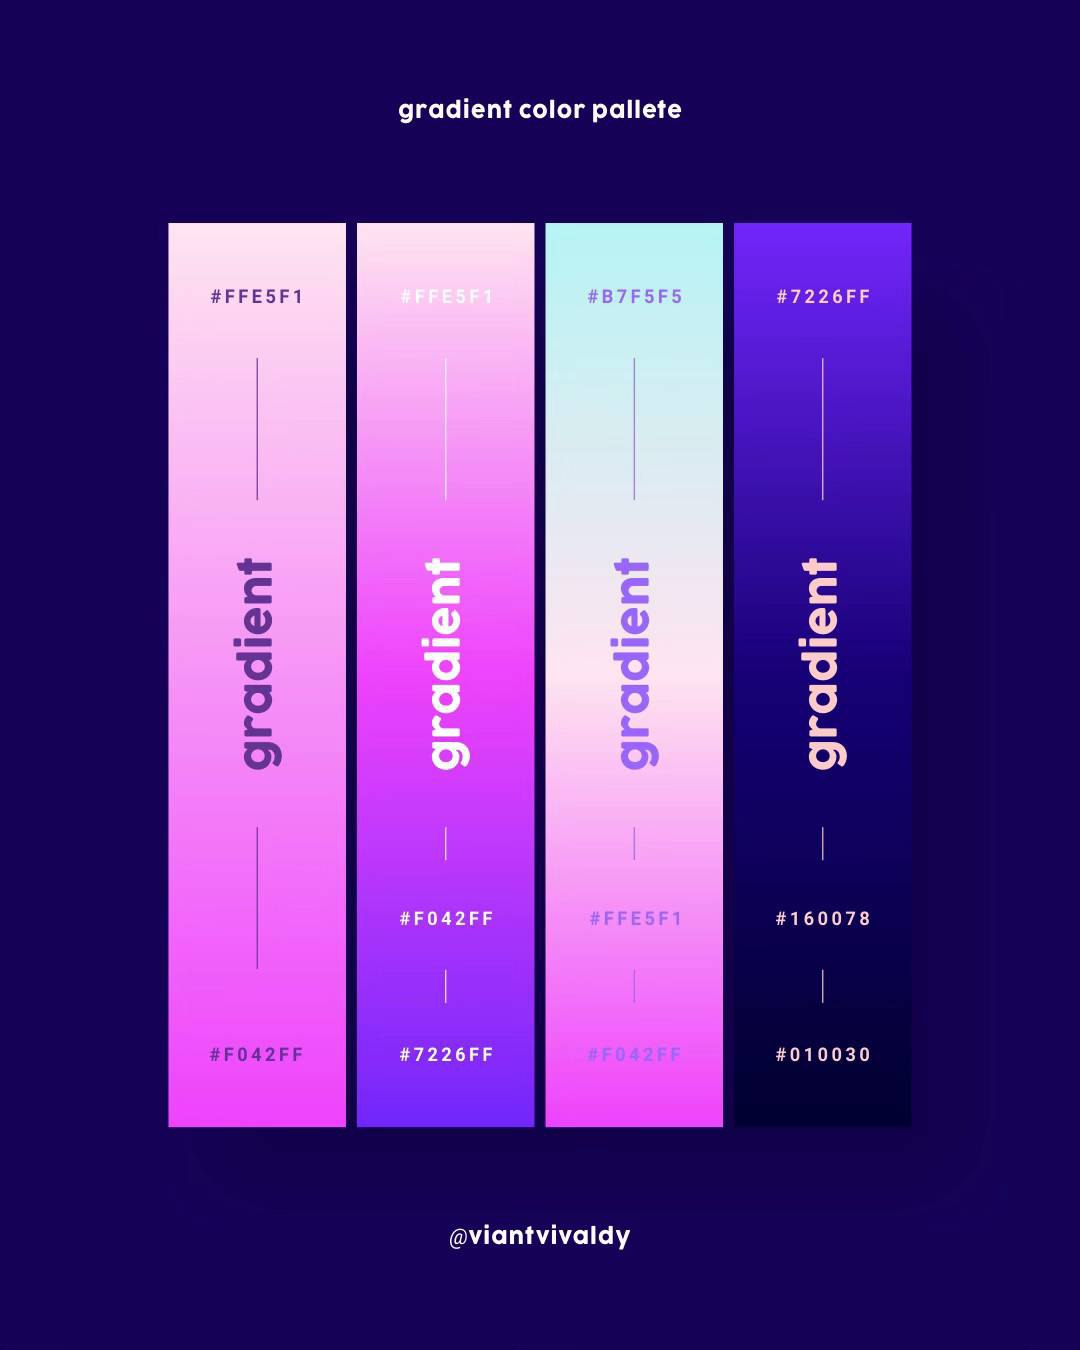 gradient color pallete
#FFE5F1
gradient
#F042FF
#FFE5F1
gradient
#F042FF
#7226FF
#B7F5F5
gradient
#FFE5F1
#F042FF
#7226FF
gradient
#160078
#010030
@viantvivaldy